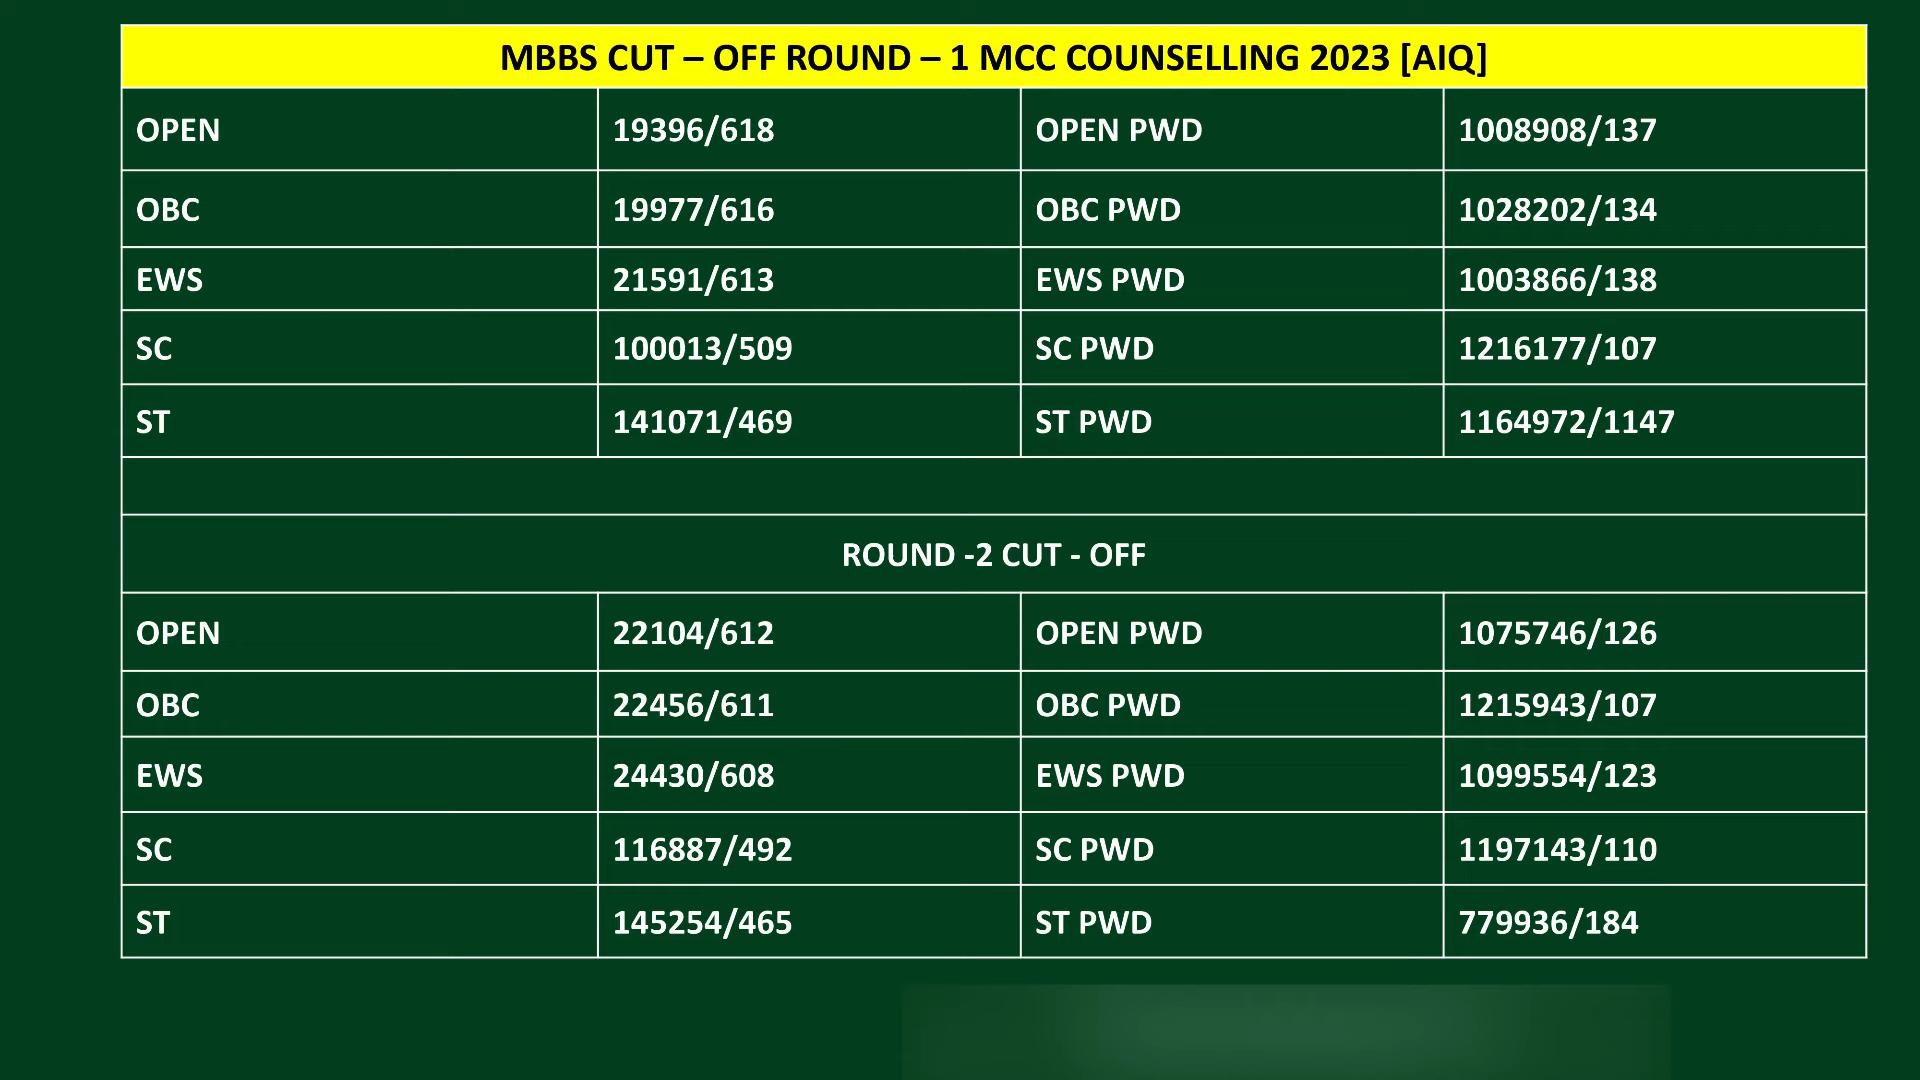 MBBS CUT – OFF ROUND – 1 MCC COUNSELLING 2023 [AIQ]
OPEN 19396/618 OPEN PWD 1008908/137
OBC 19977/616 OBC PWD 1028202/134
EWS 21591/613 EWS PWD 1003866/138
SC 100013/509 SC PWD 1216177/107
ST 141071/469 ST PWD 1164972/1147
ROUND -2 CUT - OFF
OPEN 22104/612 OPEN PWD 1075746/126
OBC 22456/611 OBC PWD 1215943/107
EWS 24430/608 EWS PWD 1099554/123
SC 116887/492 SC PWD 1197143/110
ST 145254/465 ST PWD 779936/184